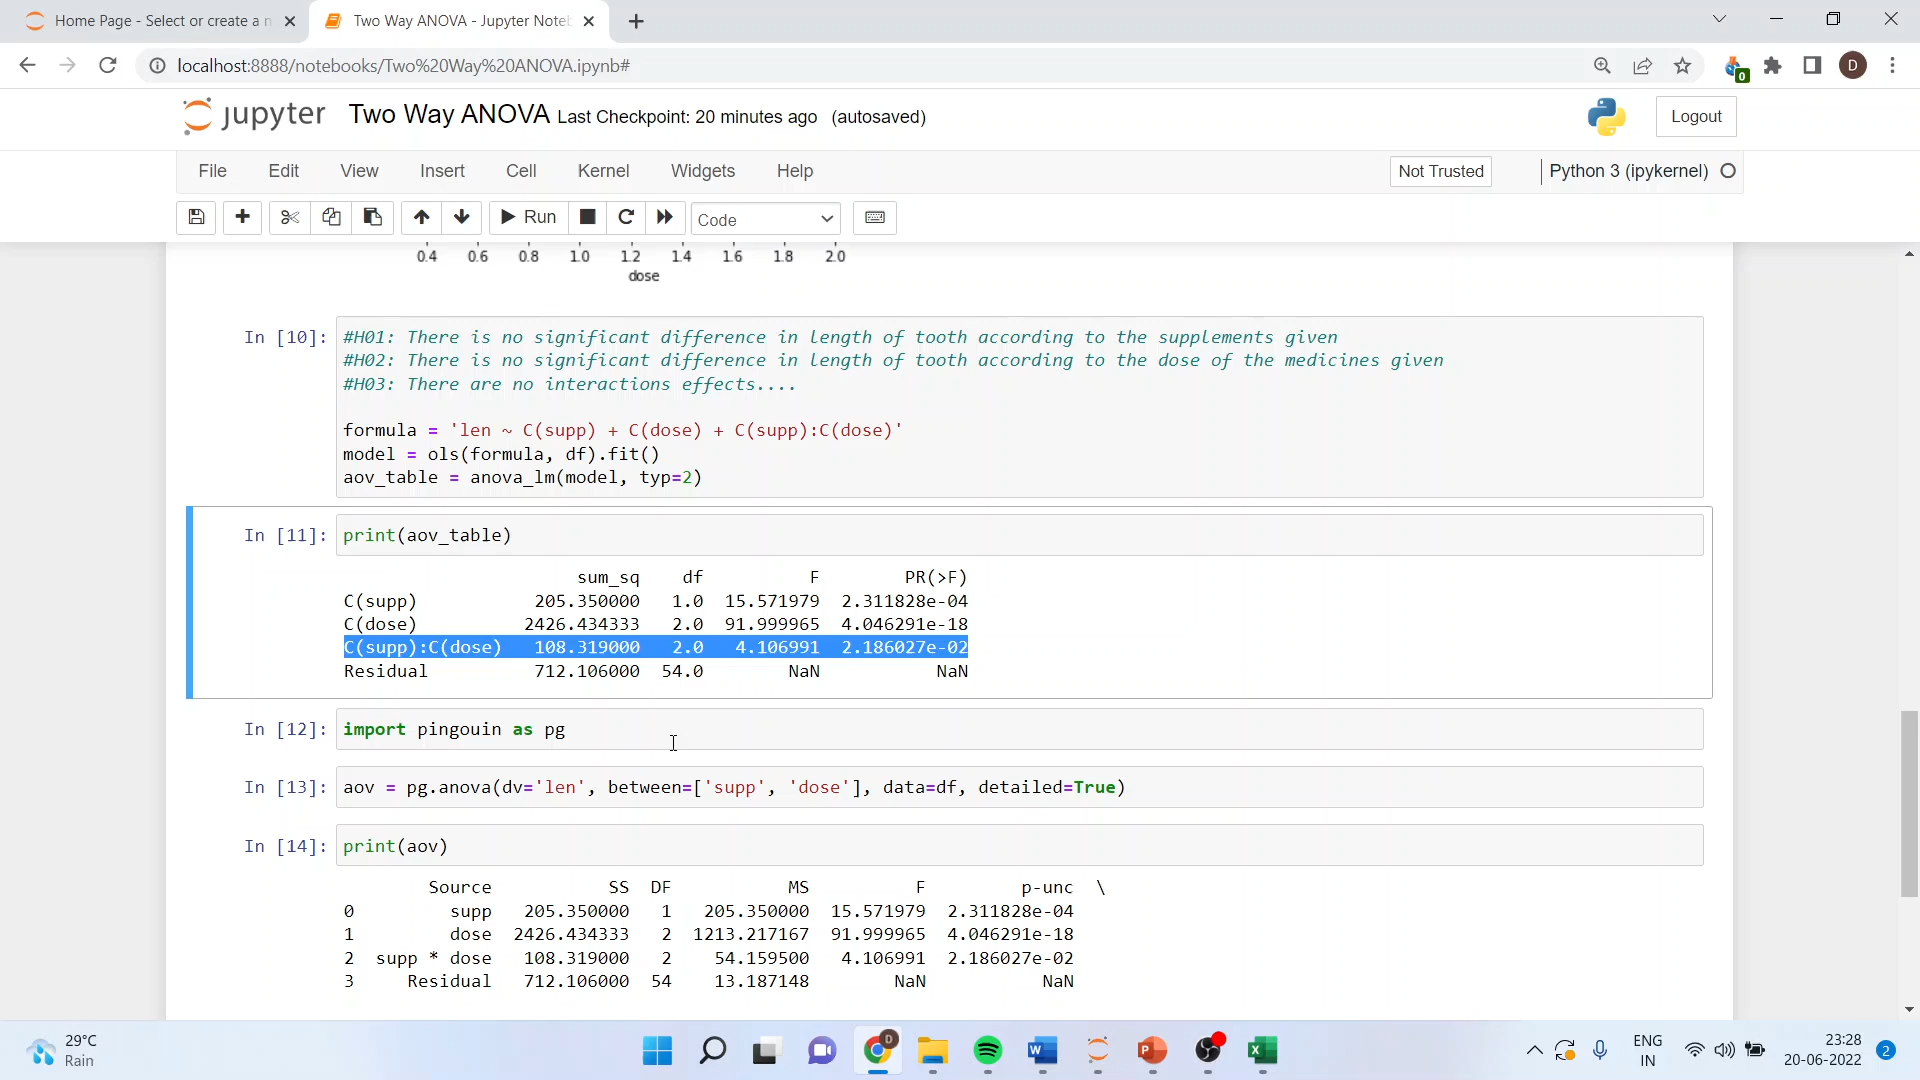 Home Page - Select or create a n
Two Way ANOVA - Jupyter Noteb
localhost:8888/notebooks/Two%20Way%20ANOVA.ipynb#
0
D
jupyter Two Way ANOVA Last Checkpoint: 20 minutes ago (autosaved)
Logout
File Edit View Insert Cell Kernel Widgets Help
Not Trusted
Python 3 (ipykernel)
Run
Code
0.4 0.6 0.8 1.0 1.2 1.4 1.6 1.8 2.0
dose
In [10]: #H01: There is no significant difference in length of tooth according to the supplements given
#H02: There is no significant difference in length of tooth according to the dose of the medicines given
#H03: There are no interactions effects....
formula = 'len ~ C(supp) + C(dose) + C(supp):C(dose)'
model = ols(formula, df).fit()
aov_table = anova_lm(model, typ=2)
In [11]: print(aov_table)
sum_sq df F PR(>F)
C(supp) 205.350000 1.0 15.571979 2.311828e-04
C(dose) 2426.434333 2.0 91.999965 4.046291e-18
C(supp):C(dose) 108.319000 2.0 4.106991 2.186027e-02
Residual 712.106000 54.0 NaN NaN
In [12]: import pingouin as pg
In [13]: aov = pg.anova(dv='len', between=['supp', 'dose'], data=df, detailed=True)
In [14]: print(aov)
Source SS DF MS F p-unc \
0 supp 205.350000 1 205.350000 15.571979 2.311828e-04
1 dose 2426.434333 2 1213.217167 91.999965 4.046291e-18
2 supp * dose 108.319000 2 54.159500 4.106991 2.186027e-02
3 Residual 712.106000 54 13.187148 NaN NaN
29°C
Rain
D
W
P
X
ENG
IN
23:28
20-06-2022
2